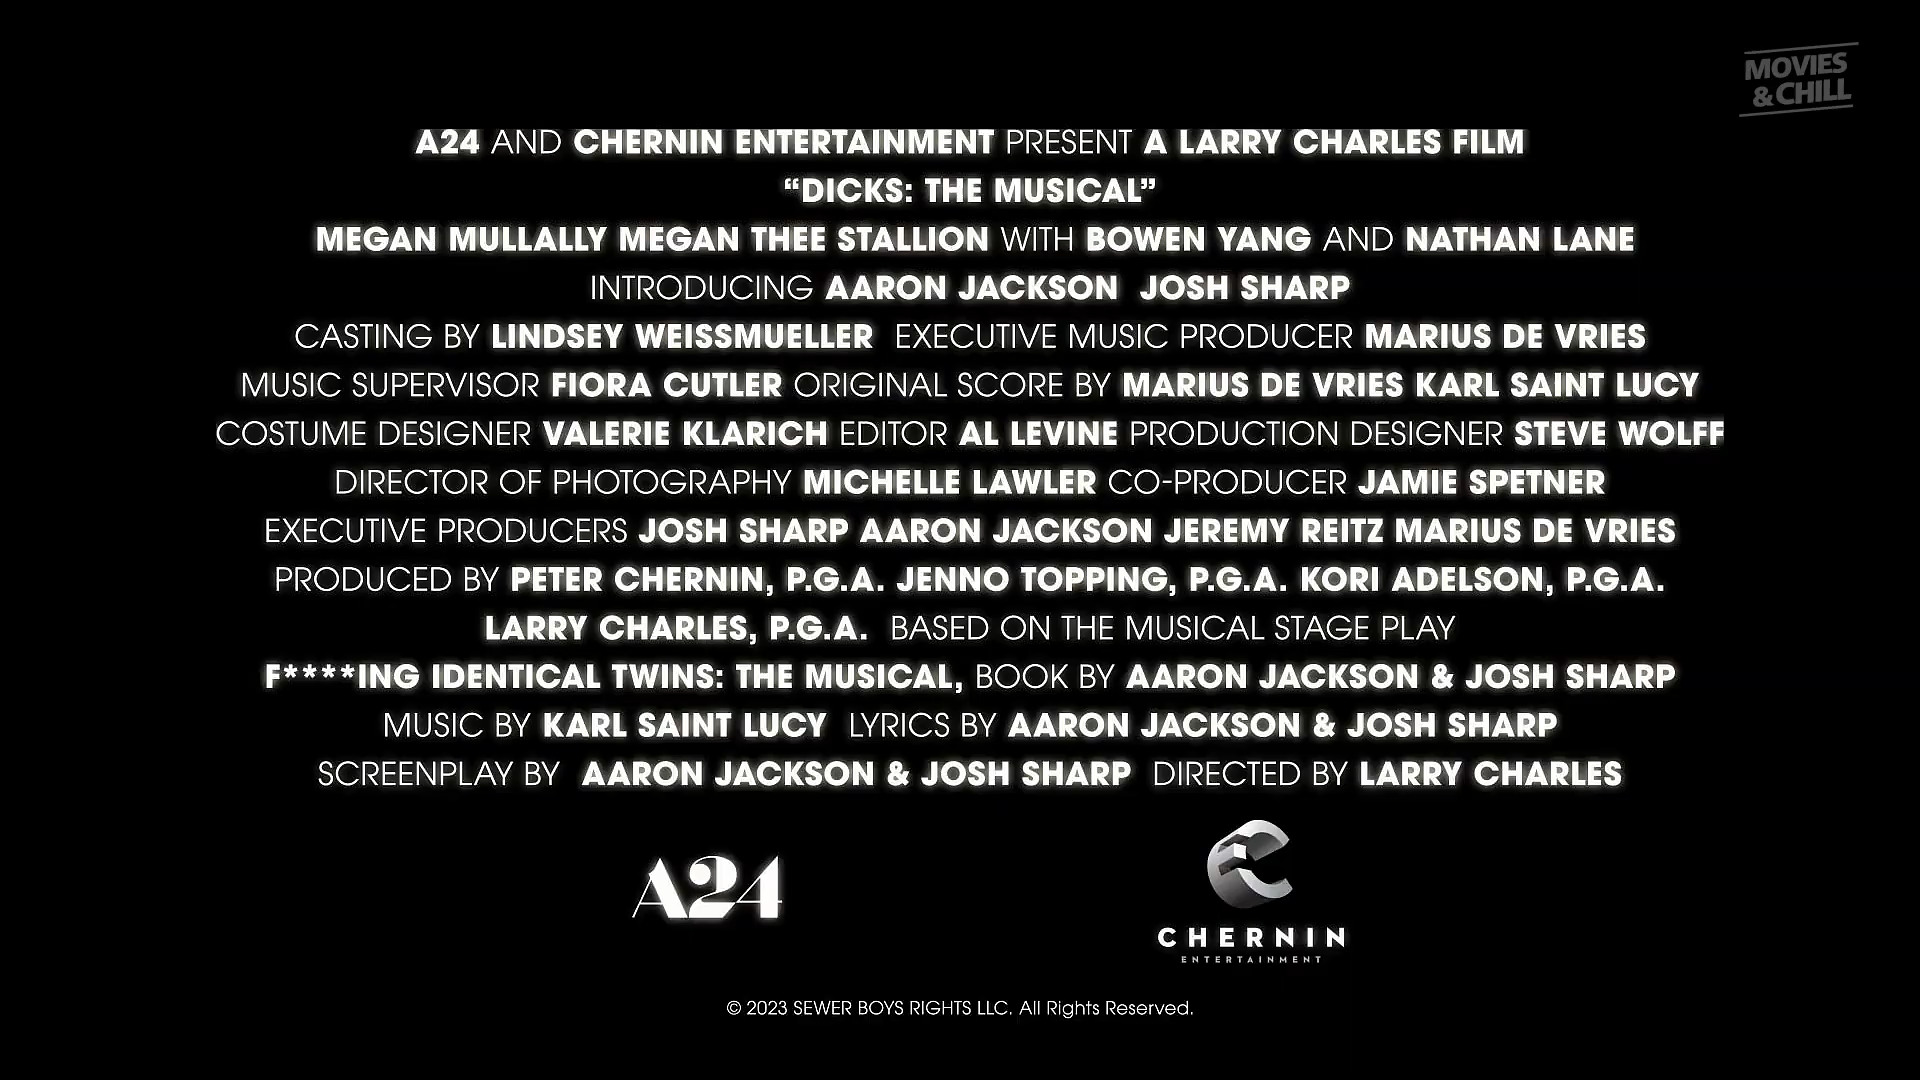 MOVIES
&CHILL
A24 AND CHERNIN ENTERTAINMENT PRESENT A LARRY CHARLES FILM
“DICKS: THE MUSICAL”
MEGAN MULLALLY MEGAN THEE STALLION WITH BOWEN YANG AND NATHAN LANE
INTRODUCING AARON JACKSON JOSH SHARP
CASTING BY LINDSEY WEISSMUELLER EXECUTIVE MUSIC PRODUCER MARIUS DE VRIES
MUSIC SUPERVISOR FIORA CUTLER ORIGINAL SCORE BY MARIUS DE VRIES KARL SAINT LUCY
COSTUME DESIGNER VALERIE KLARICH EDITOR AL LEVINE PRODUCTION DESIGNER STEVE WOLFF
DIRECTOR OF PHOTOGRAPHY MICHELLE LAWLER CO-PRODUCER JAMIE SPETNER
EXECUTIVE PRODUCERS JOSH SHARP AARON JACKSON JEREMY REITZ MARIUS DE VRIES
PRODUCED BY PETER CHERNIN, P.G.A. JENNO TOPPING, P.G.A. KORI ADELSON, P.G.A.
LARRY CHARLES, P.G.A. BASED ON THE MUSICAL STAGE PLAY
F****ING IDENTICAL TWINS: THE MUSICAL, BOOK BY AARON JACKSON & JOSH SHARP
MUSIC BY KARL SAINT LUCY LYRICS BY AARON JACKSON & JOSH SHARP
SCREENPLAY BY AARON JACKSON & JOSH SHARP DIRECTED BY LARRY CHARLES
A24
CHERNIN
ENTERTAINMENT
© 2023 SEWER BOYS RIGHTS LLC. All Rights Reserved.